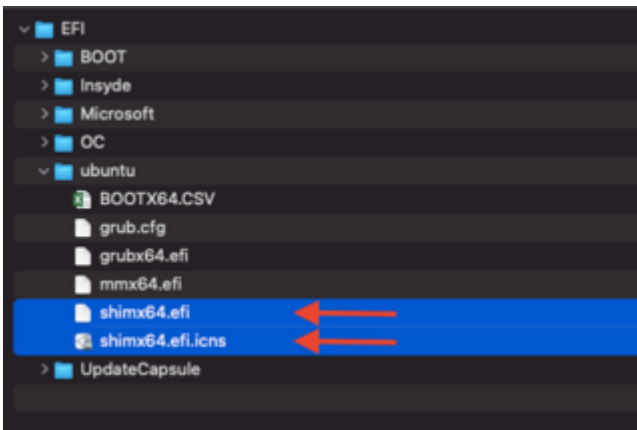 EFI
BOOT
Insyde
Microsoft
OC
ubuntu
BOOTX64.CSV
grub.cfg
grubx64.efi
mmx64.efi
shimx64.efi
shimx64.efi.icns
UpdateCapsule